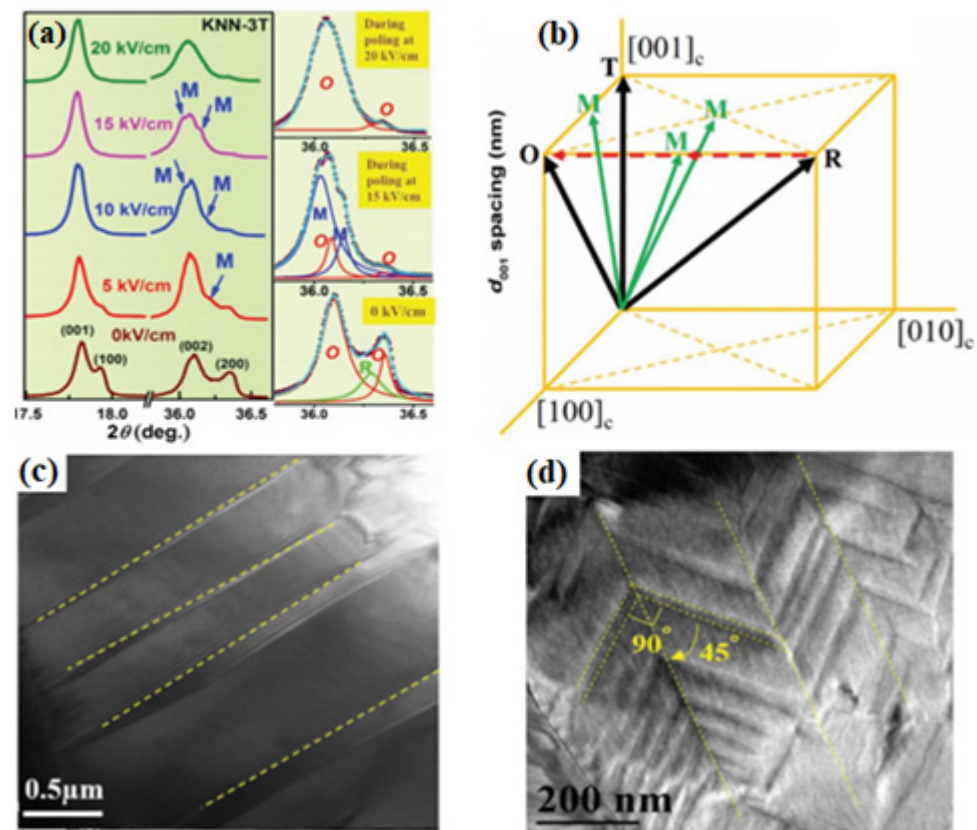 (a)
KNN-3T
20 kV/cm
M
M
15 kV/cm
M
M
10 kV/cm
M
5 kV/cm
(001)
(100)
0kV/cm
(002)
(200)
17.5
18.0
36.0
36.5
2θ (deg.)
During
poling at
20 kV/cm
O
O
36.0
36.5
During
poling at
15 kV/cm
M
O
M
O
36.0
36.5
0 kV/cm
O
R
O
36.0
36.5
(b)
[001]c
T
M
M
M
O
R
d001 spacing (nm)
[010]c
[100]c
(c)
0.5μm
(d)
90°
45°
200 nm